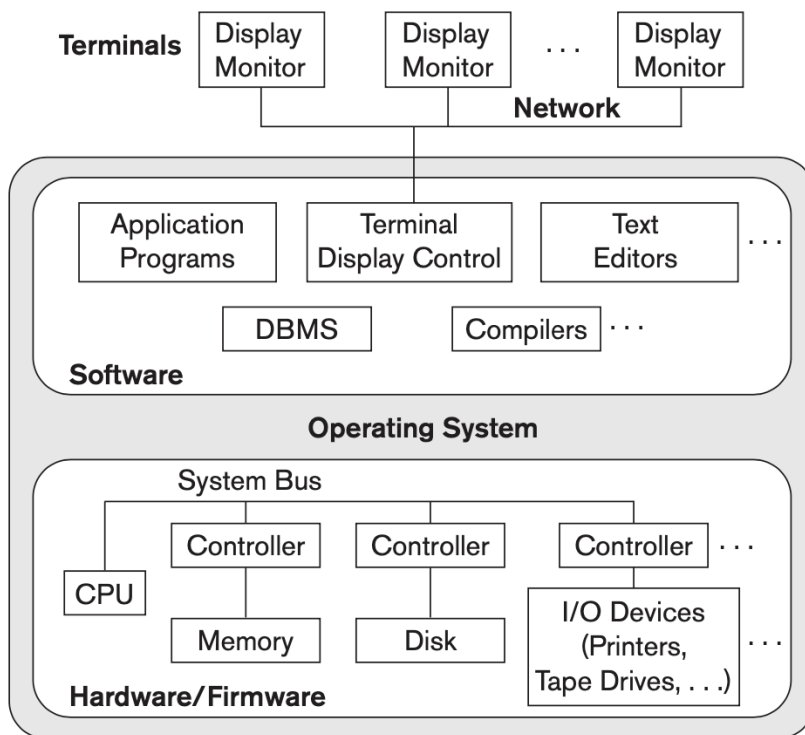 Terminals
Display
Monitor
Display
Monitor
. . .
Display
Monitor
Network
Application
Programs
Terminal
Display Control
Text
Editors
. . .
DBMS
Compilers
. . .
Software
Operating System
System Bus
Controller
Controller
Controller
. . .
CPU
Memory
Disk
I/O Devices
(Printers,
Tape Drives, . . .)
. . .
Hardware/Firmware